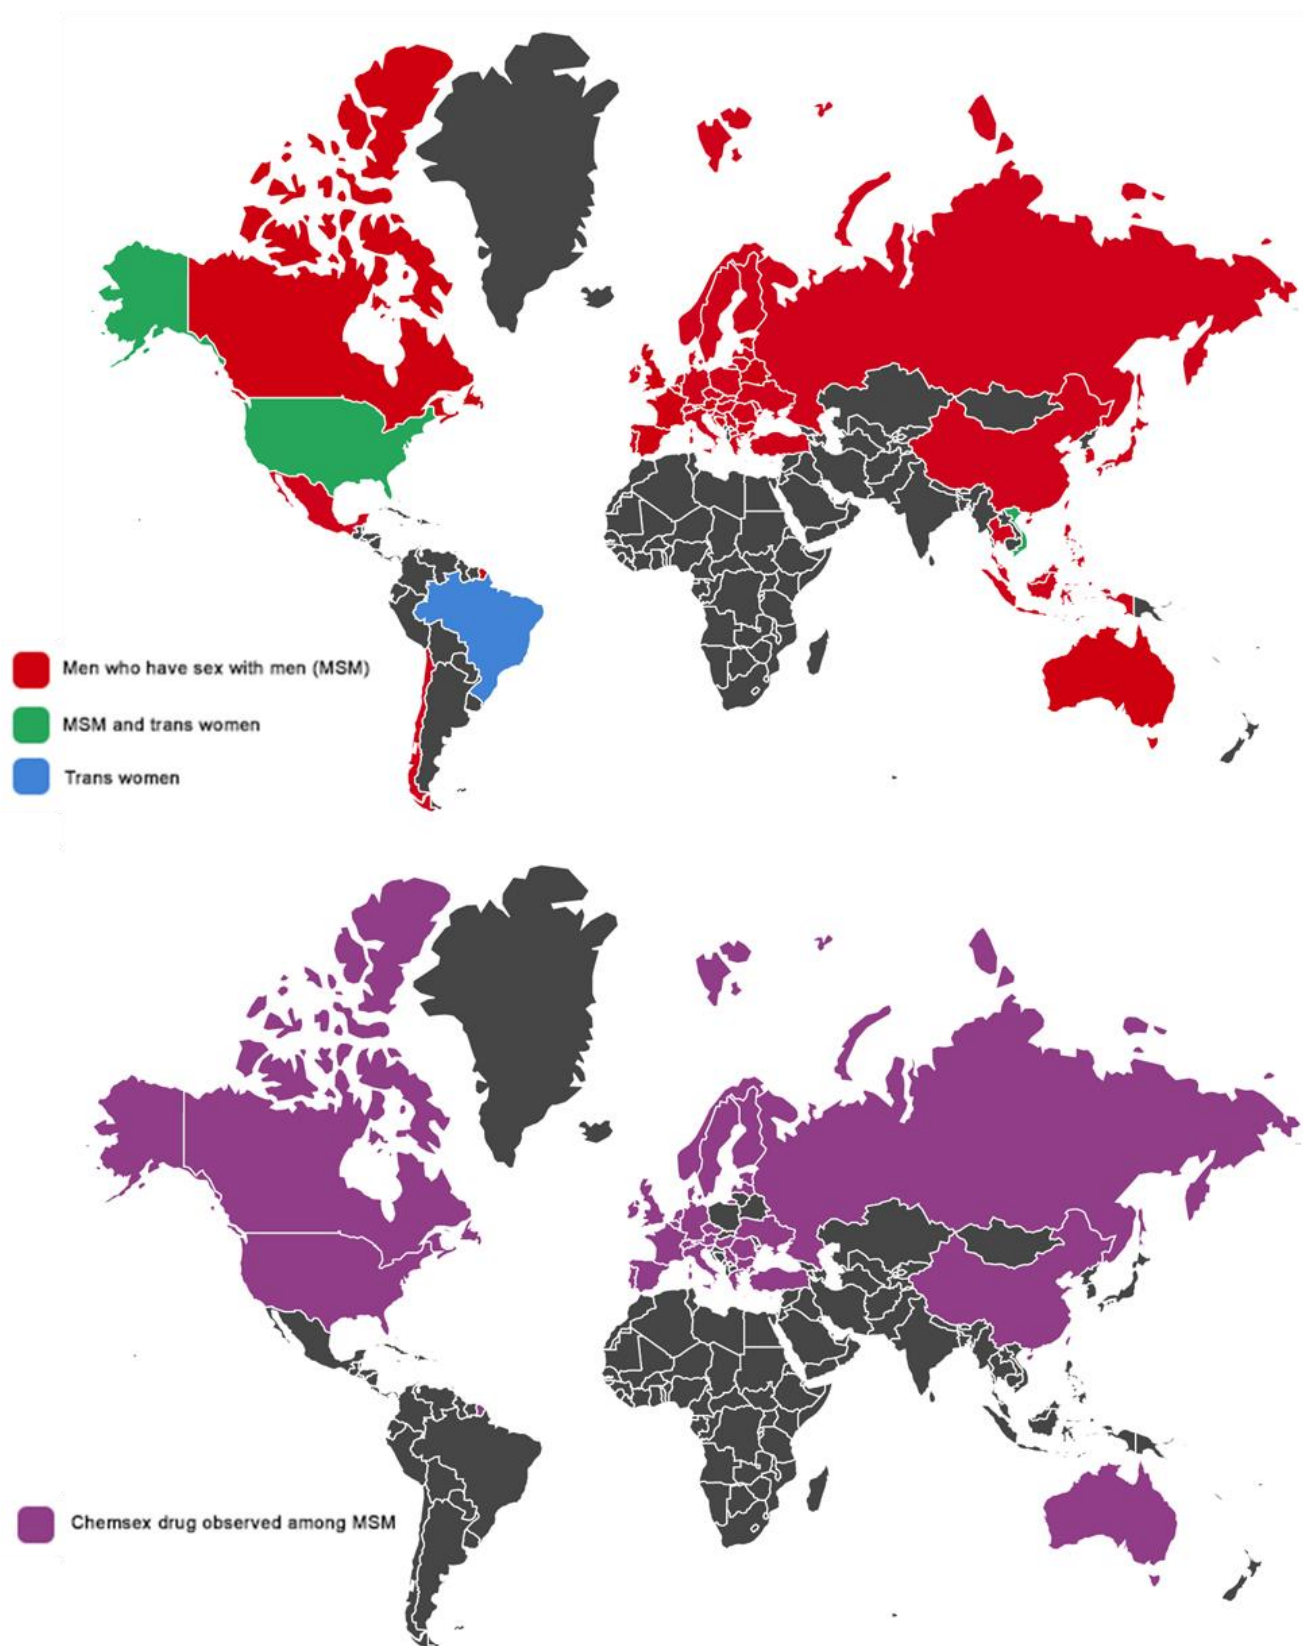 Men who have sex with men (MSM)
MSM and trans women
Trans women
Chemsex drug observed among MSM